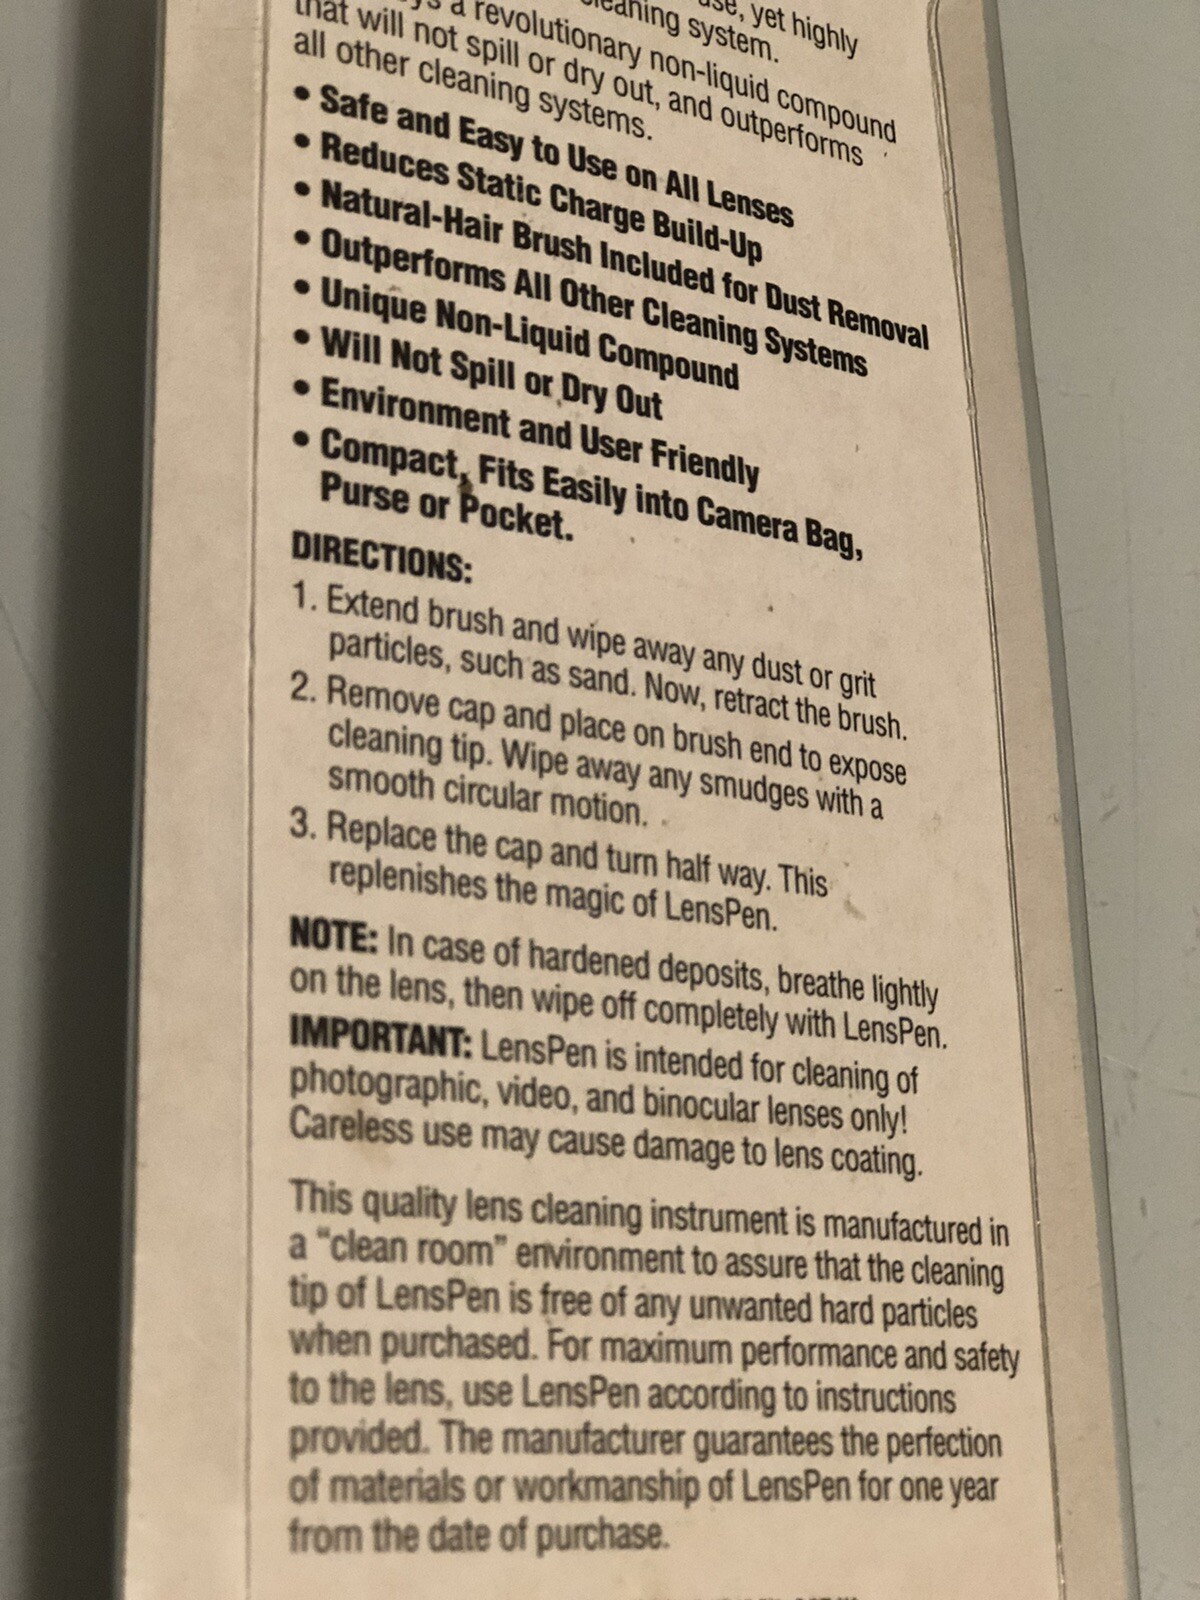 yet highly
cleaning system.
a revolutionary non-liquid compound
that will not spill or dry out, and outperforms
all other cleaning systems.
• Safe and Easy to Use on All Lenses
• Reduces Static Charge Build-Up
• Natural-Hair Brush Included for Dust Removal
• Outperforms All Other Cleaning Systems
• Unique Non-Liquid Compound
• Will Not Spill or Dry Out
• Environment and User Friendly
• Compact, Fits Easily into Camera Bag,
Purse or Pocket.
DIRECTIONS:
1. Extend brush and wipe away any dust or grit
particles, such as sand. Now, retract the brush.
2. Remove cap and place on brush end to expose
cleaning tip. Wipe away any smudges with a
smooth circular motion.
3. Replace the cap and turn half way. This
replenishes the magic of LensPen.
NOTE: In case of hardened deposits, breathe lightly
on the lens, then wipe off completely with LensPen.
IMPORTANT: LensPen is intended for cleaning of
photographic, video, and binocular lenses only!
Careless use may cause damage to lens coating.
This quality lens cleaning instrument is manufactured in
a “clean room” environment to assure that the cleaning
tip of LensPen is free of any unwanted hard particles
when purchased. For maximum performance and safety
to the lens, use LensPen according to instructions
provided. The manufacturer guarantees the perfection
of materials or workmanship of LensPen for one year
from the date of purchase.